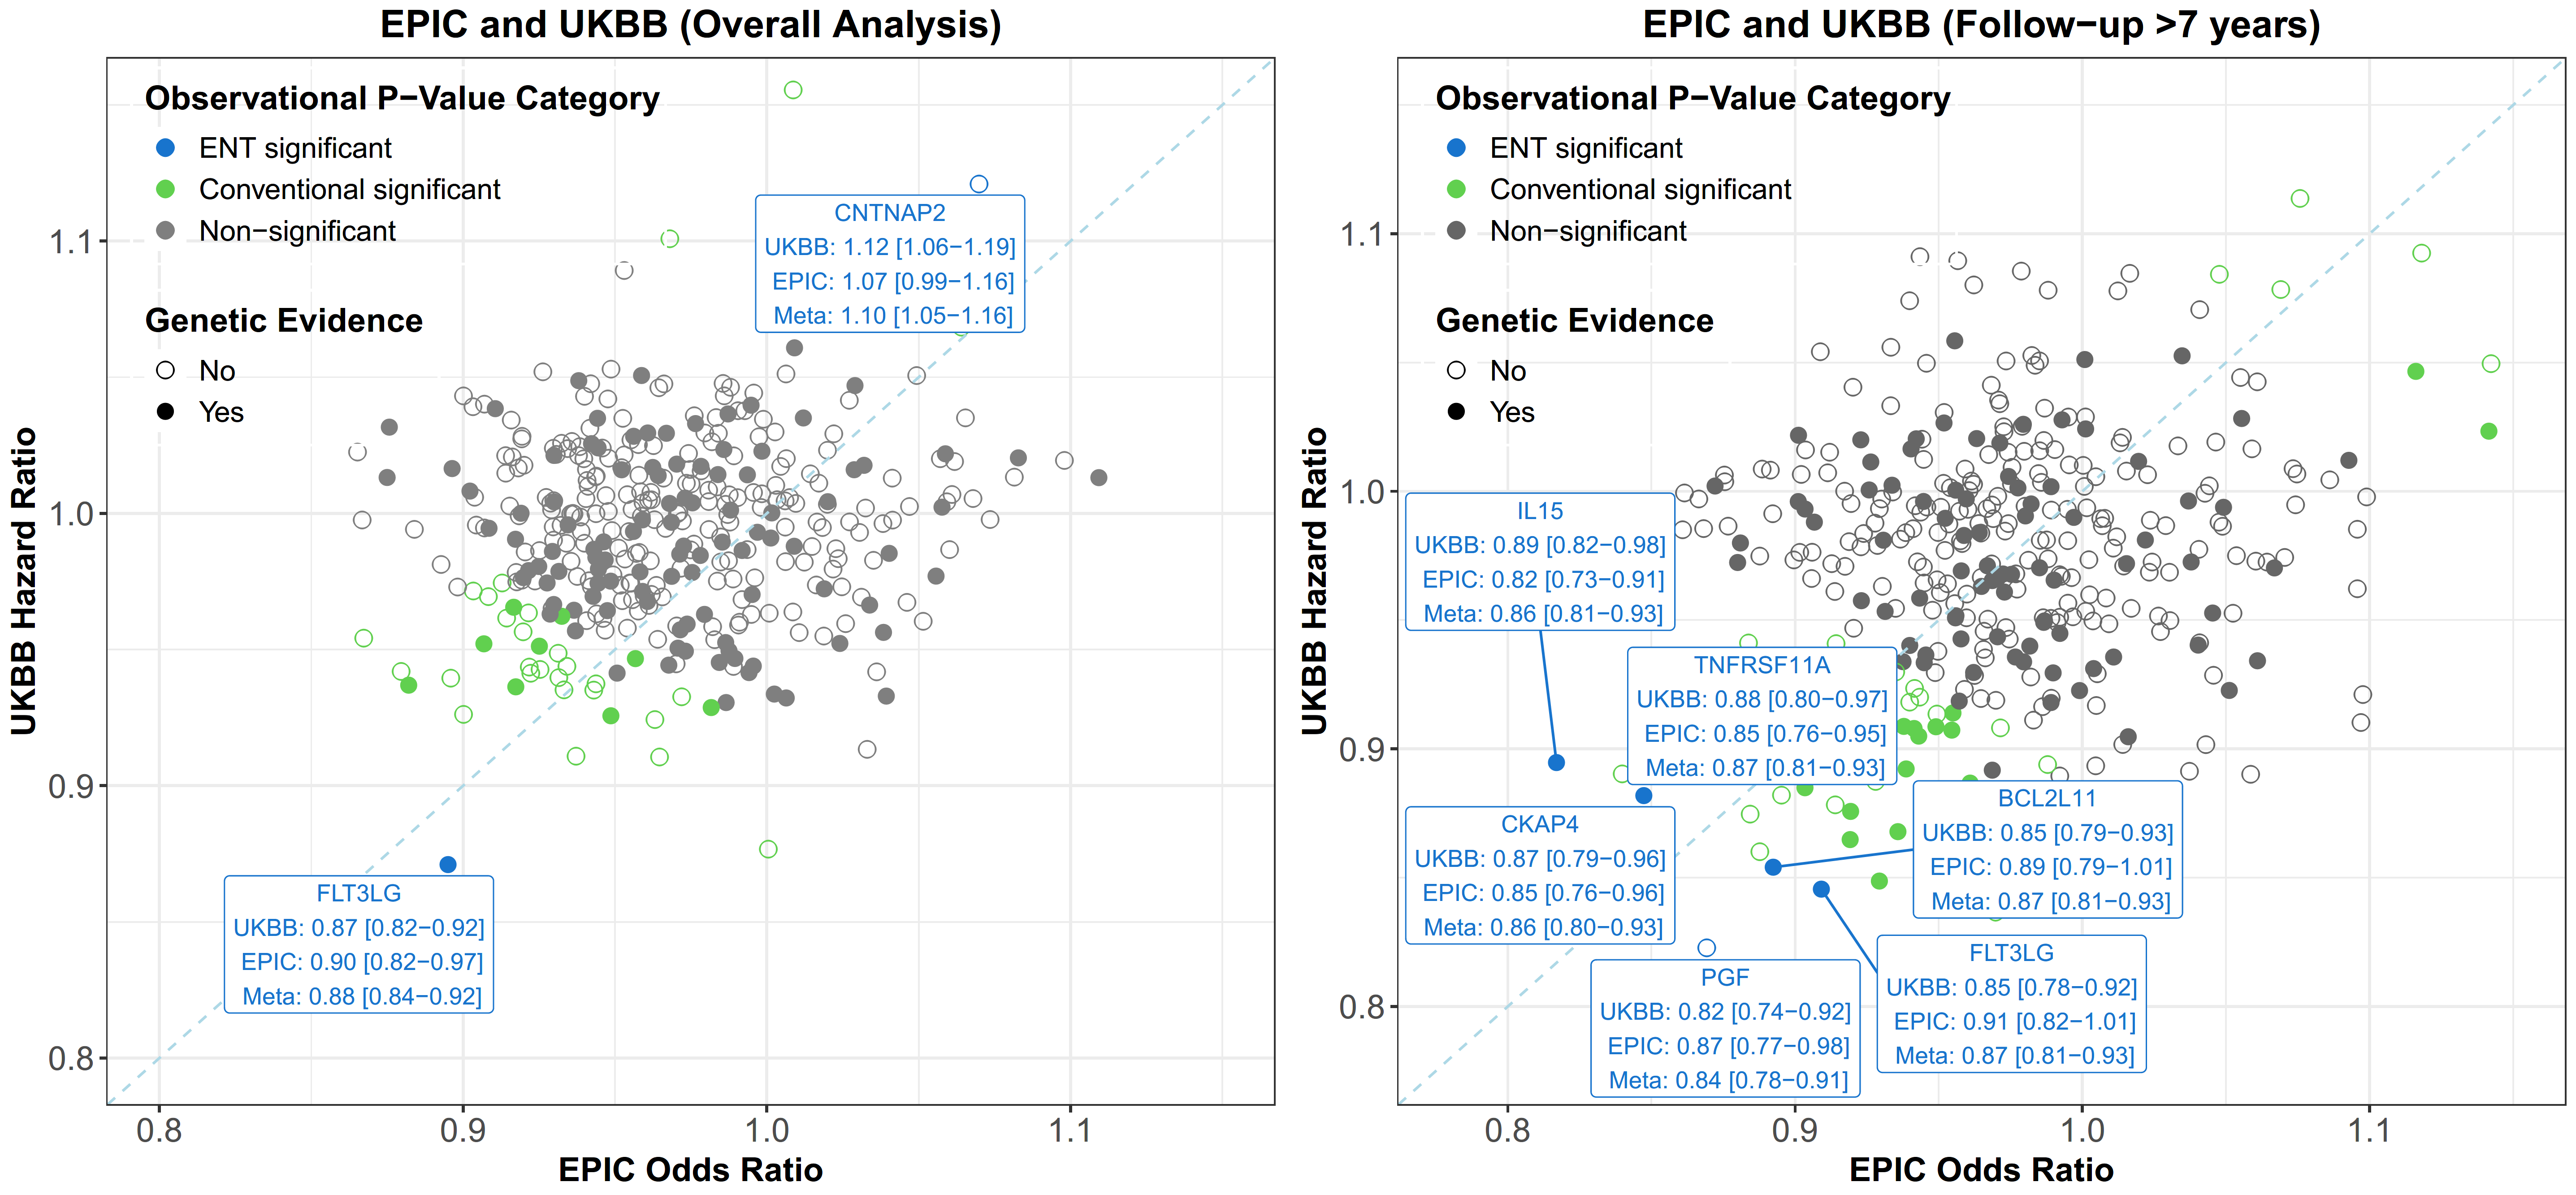 EPIC and UKBB (Overall Analysis)
Observational P−Value Category
ENT significant
Conventional significant
Non−significant
Genetic Evidence
No
Yes
CNTNAP2
UKBB: 1.12 [1.06−1.19]
EPIC: 1.07 [0.99−1.16]
Meta: 1.10 [1.05−1.16]
FLT3LG
UKBB: 0.87 [0.82−0.92]
EPIC: 0.90 [0.82−0.97]
Meta: 0.88 [0.84−0.92]
UKBB Hazard Ratio
1.1
1.0
0.9
0.8
0.8
0.9
1.0
1.1
EPIC Odds Ratio
EPIC and UKBB (Follow−up >7 years)
Observational P−Value Category
ENT significant
Conventional significant
Non−significant
Genetic Evidence
No
Yes
IL15
UKBB: 0.89 [0.82−0.98]
EPIC: 0.82 [0.73−0.91]
Meta: 0.86 [0.81−0.93]
TNFRSF11A
UKBB: 0.88 [0.80−0.97]
EPIC: 0.85 [0.76−0.95]
Meta: 0.87 [0.81−0.93]
CKAP4
UKBB: 0.87 [0.79−0.96]
EPIC: 0.85 [0.76−0.96]
Meta: 0.86 [0.80−0.93]
BCL2L11
UKBB: 0.85 [0.79−0.93]
EPIC: 0.89 [0.79−1.01]
Meta: 0.87 [0.81−0.93]
PGF
UKBB: 0.82 [0.74−0.92]
EPIC: 0.87 [0.77−0.98]
Meta: 0.84 [0.78−0.91]
FLT3LG
UKBB: 0.85 [0.78−0.92]
EPIC: 0.91 [0.82−1.01]
Meta: 0.87 [0.81−0.93]
UKBB Hazard Ratio
1.1
1.0
0.9
0.8
0.8
0.9
1.0
1.1
EPIC Odds Ratio